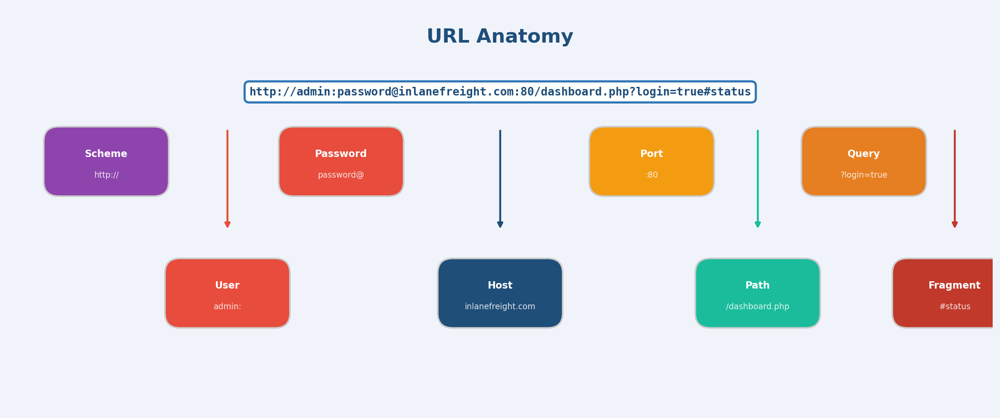 URL Anatomy
http://admin:password@inlanefreight.com:80/dashboard.php?login=true#status
Scheme
http://
Password
password@
Port
:80
Query
?login=true
User
admin:
Host
inlanefreight.com
Path
/dashboard.php
Fragment
#status